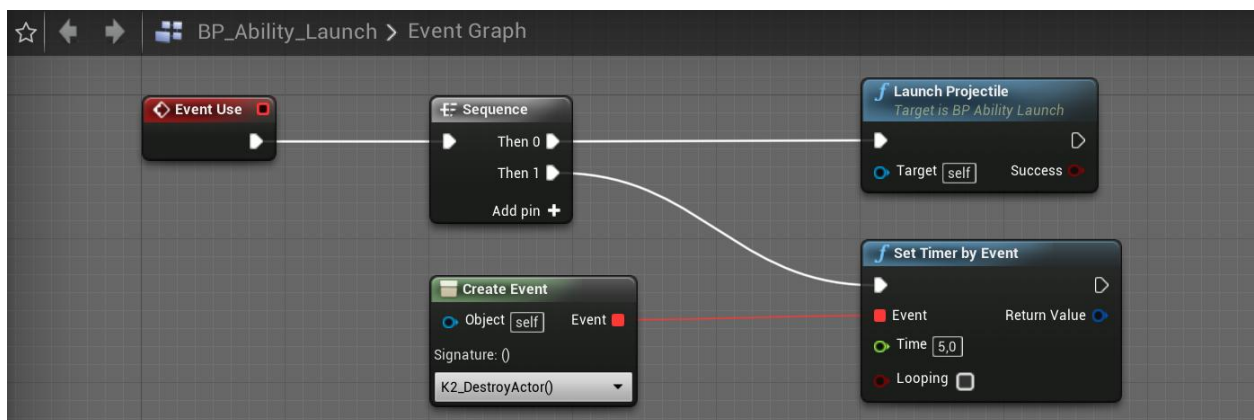 BP_Ability_Launch > Event Graph
Event Use
Sequence
Then 0
Then 1
Add pin
Launch Projectile
Target is BP Ability Launch
Target self Success
Create Event
Object self Event
Signature: ()
K2_DestroyActor()
Set Timer by Event
Event Return Value
Time 5,0
Looping